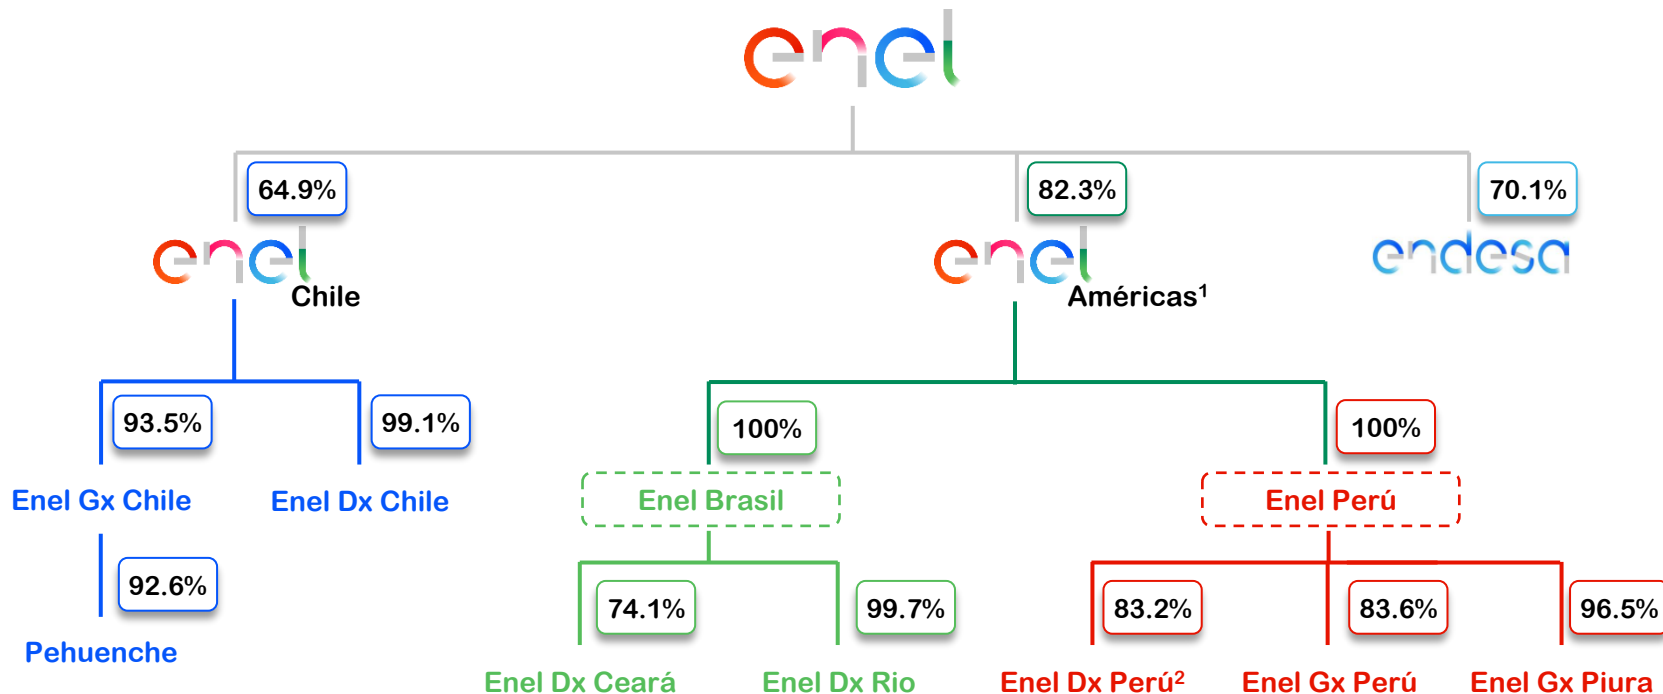 enel
64.9%
82.3%
70.1%
enel
Chile
enel
Américas¹
endesa
93.5%
99.1%
100%
100%
Enel Gx Chile
Enel Dx Chile
Enel Brasil
Enel Perú
92.6%
74.1%
99.7%
83.2%
83.6%
96.5%
Pehuenche
Enel Dx Ceará
Enel Dx Rio
Enel Dx Perú²
Enel Gx Perú
Enel Gx Piura